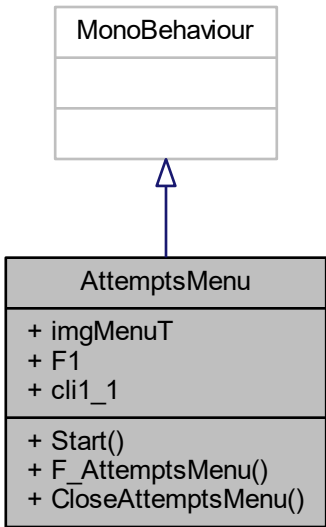 MonoBehaviour
AttemptsMenu
+ imgMenuT
+ F1
+ cli1_1
+ Start()
+ F_AttemptsMenu()
+ CloseAttemptsMenu()